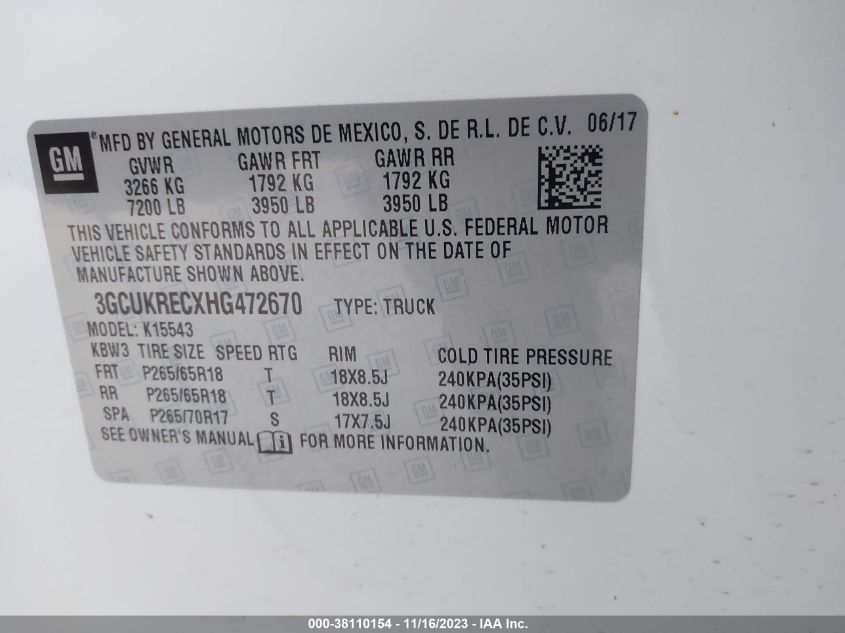 GM
®MFD BY GENERAL MOTORS DE MEXICO, S. DE R.L. DE C.V. 06/17
GVWR GAWR FRT GAWR RR
3266 KG 1792 KG 1792 KG
7200 LB 3950 LB 3950 LB
THIS VEHICLE CONFORMS TO ALL APPLICABLE U.S. FEDERAL MOTOR
VEHICLE SAFETY STANDARDS IN EFFECT ON THE DATE OF
MANUFACTURE SHOWN ABOVE.
3GCUKRECXHG472670 TYPE: TRUCK
MODEL: K15543
KBW3 TIRE SIZE SPEED RTG RIM COLD TIRE PRESSURE
FRT P265/65R18 T 18X8.5J 240KPA(35PSI)
RR P265/65R18 T 18X8.5J 240KPA(35PSI)
SPA P265/70R17 S 17X7.5J 240KPA(35PSI)
SEE OWNER'S MANUAL i FOR MORE INFORMATION.
000-38110154 - 11/16/2023 - IAA Inc.